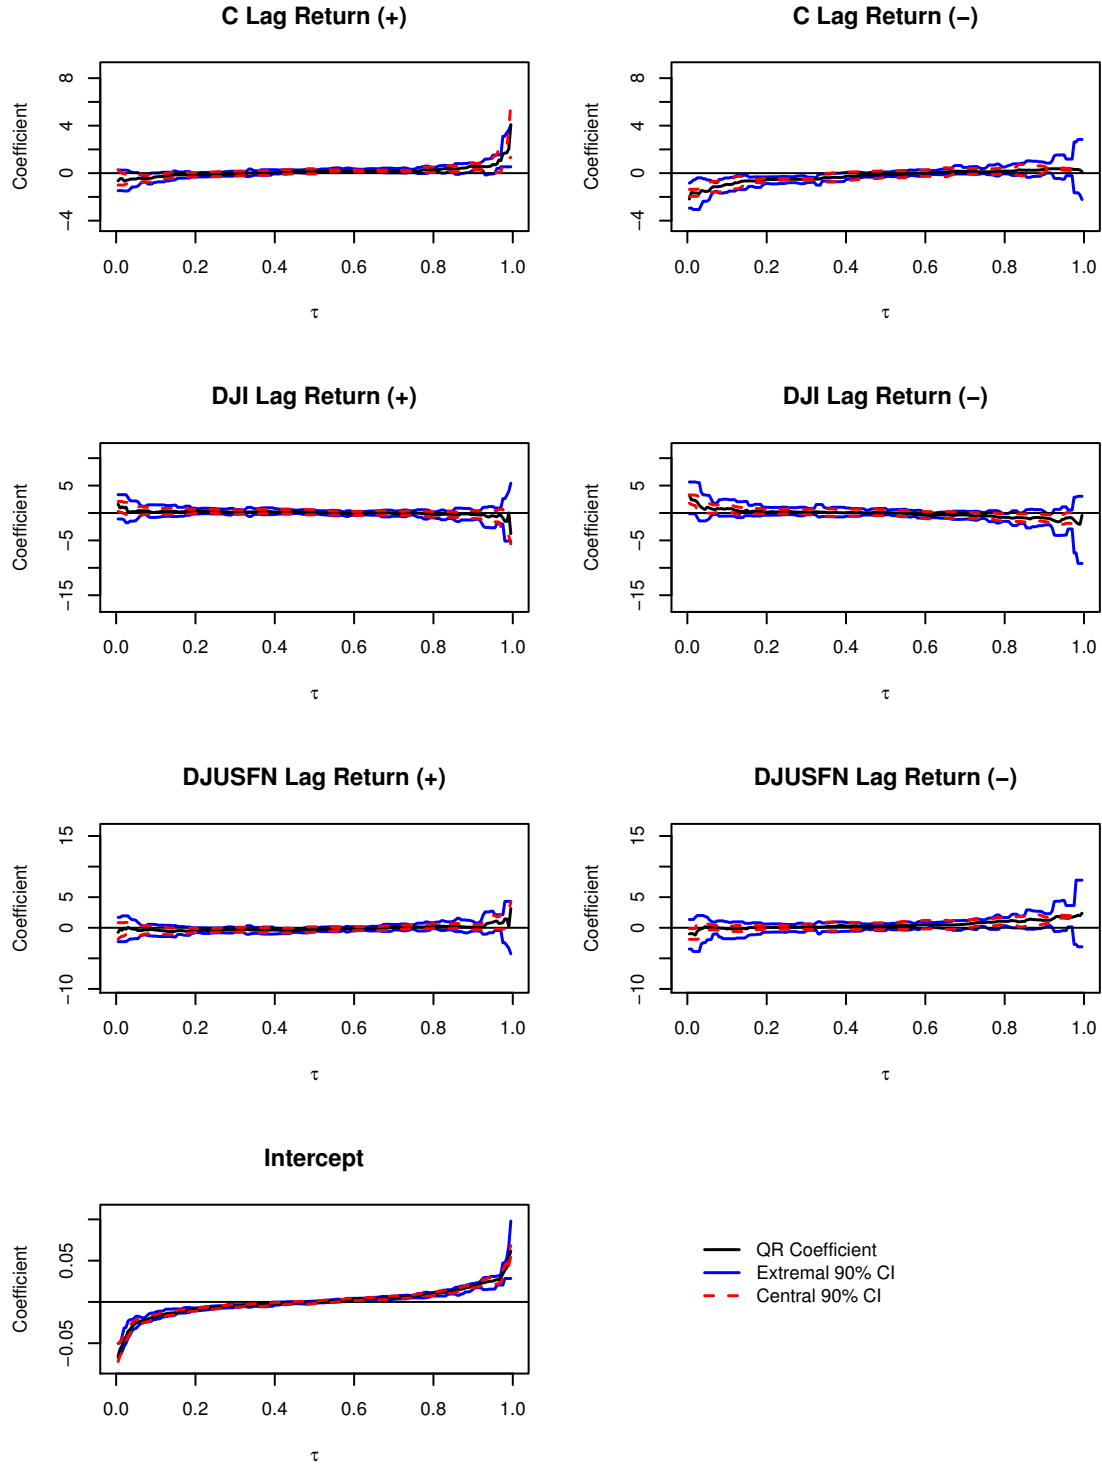 C Lag Return (+)
Coefficient
8
4
0
−4
0.0 0.2 0.4 0.6 0.8 1.0
τ
C Lag Return (−)
Coefficient
8
4
0
−4
0.0 0.2 0.4 0.6 0.8 1.0
τ
DJI Lag Return (+)
Coefficient
5
−5
−15
0.0 0.2 0.4 0.6 0.8 1.0
τ
DJI Lag Return (−)
Coefficient
5
−5
−15
0.0 0.2 0.4 0.6 0.8 1.0
τ
DJUSFN Lag Return (+)
Coefficient
15
5
0
−10
0.0 0.2 0.4 0.6 0.8 1.0
τ
DJUSFN Lag Return (−)
Coefficient
15
5
0
−10
0.0 0.2 0.4 0.6 0.8 1.0
τ
Intercept
Coefficient
0.05
−0.05
0.0 0.2 0.4 0.6 0.8 1.0
τ
QR Coefficient
Extremal 90% CI
Central 90% CI